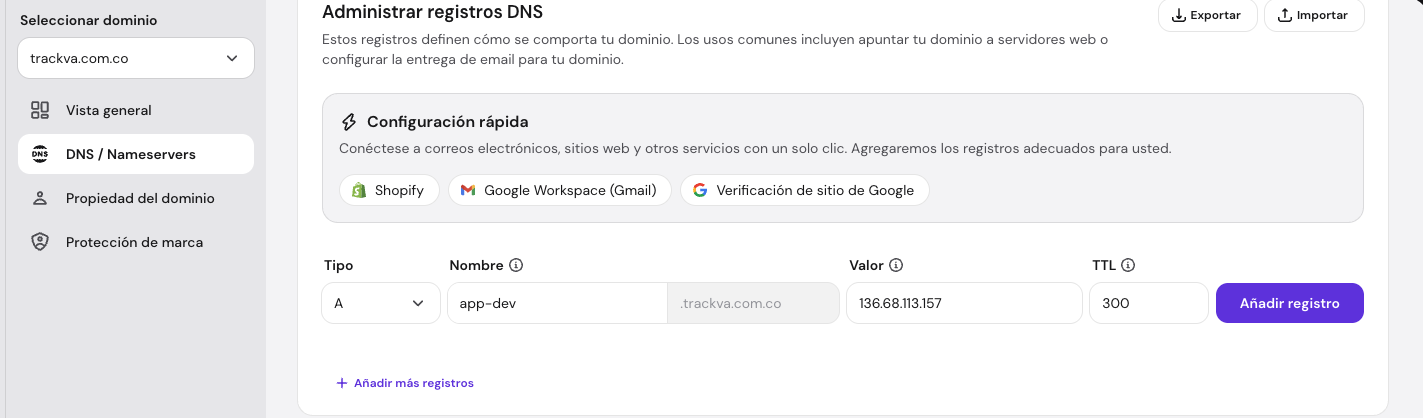 Seleccionar dominio
trackva.com.co
Vista general
DNS
DNS / Nameservers
Propiedad del dominio
Protección de marca
Administrar registros DNS
Exportar
Importar
Estos registros definen cómo se comporta tu dominio. Los usos comunes incluyen apuntar tu dominio a servidores web o
configurar la entrega de email para tu dominio.
Configuración rápida
Conéctese a correos electrónicos, sitios web y otros servicios con un solo clic. Agregaremos los registros adecuados para usted.
Shopify
Google Workspace (Gmail)
Verificación de sitio de Google
Tipo
Nombre
Valor
TTL
A
app-dev
.trackva.com.co
136.68.113.157
300
Añadir registro
+ Añadir más registros